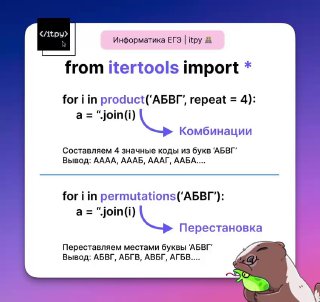 </itpy>
Информатика ЕГЭ | itpy
from itertools import *
for i in product(‘АБВГ’, repeat = 4):
a = “.join(i)
Комбинации
Составляем 4 значные коды из букв ‘АБВГ’
Вывод: АААА, АААБ, АААГ, ААБА....
for i in permutations(‘АБВГ’):
a = “.join(i)
Перестановка
Переставляем местами буквы ‘АБВГ’
Вывод: АБВГ, АБГВ, АВБГ, АГБВ....